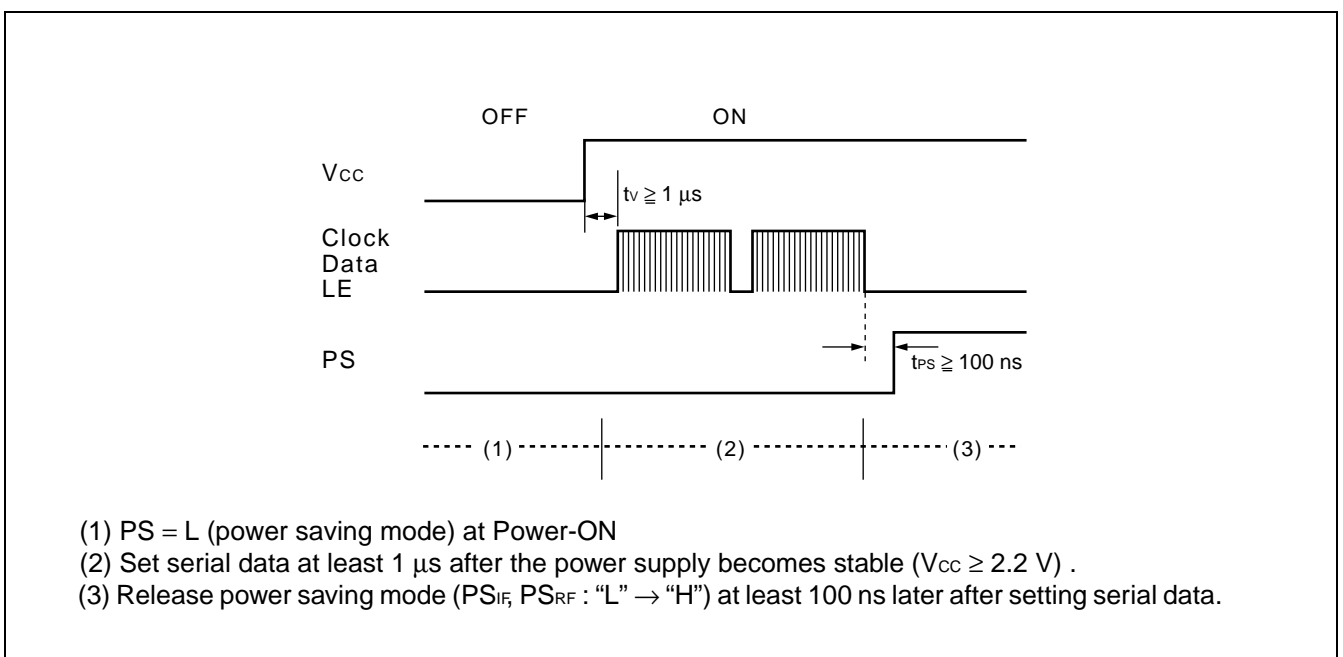 OFF ON
Vcc
tV ≧ 1 μs
Clock
Data
LE
PS
tPS ≧ 100 ns
(1) (2) (3)
(1) PS = L (power saving mode) at Power-ON
(2) Set serial data at least 1 μs after the power supply becomes stable (Vcc ≥ 2.2 V) .
(3) Release power saving mode (PSIF, PSRF : “L” → “H”) at least 100 ns later after setting serial data.